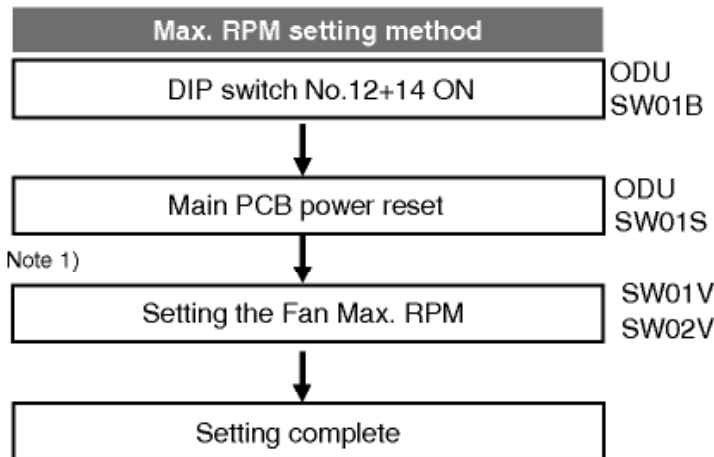 Max. RPM setting method
DIP switch No.12+14 ON
ODU
SW01B
Main PCB power reset
ODU
SW01S
Note 1)
Setting the Fan Max. RPM
SW01V
SW02V
Setting complete